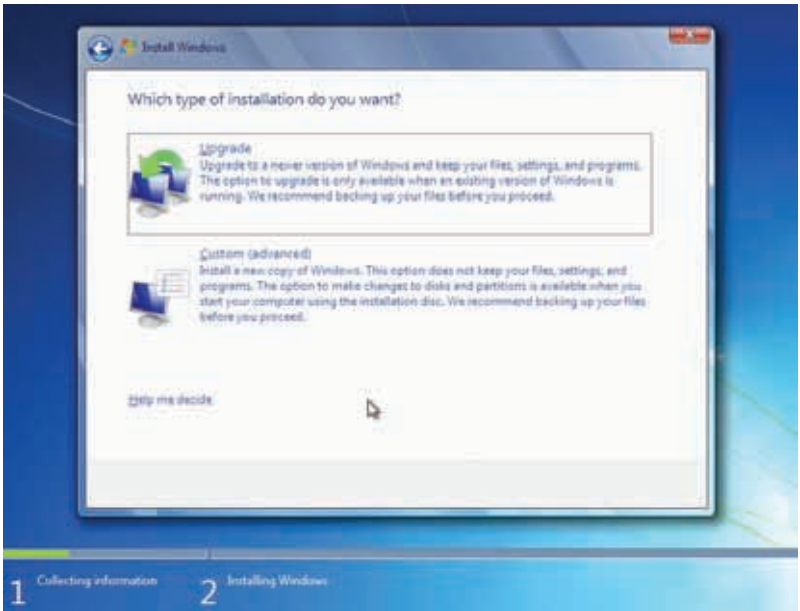 Install Windows
Which type of installation do you want?
Upgrade
Upgrade to a newer version of Windows and keep your files, settings, and programs.
The option to upgrade is only available when an existing version of Windows is
running. We recommend backing up your files before you proceed.
Custom (advanced)
Install a new copy of Windows. This option does not keep your files, settings, and
programs. The option to make changes to disks and partitions is available when you
start your computer using the installation disc. We recommend backing up your files
before you proceed.
Help me decide
1 Collecting information 2 Installing Windows